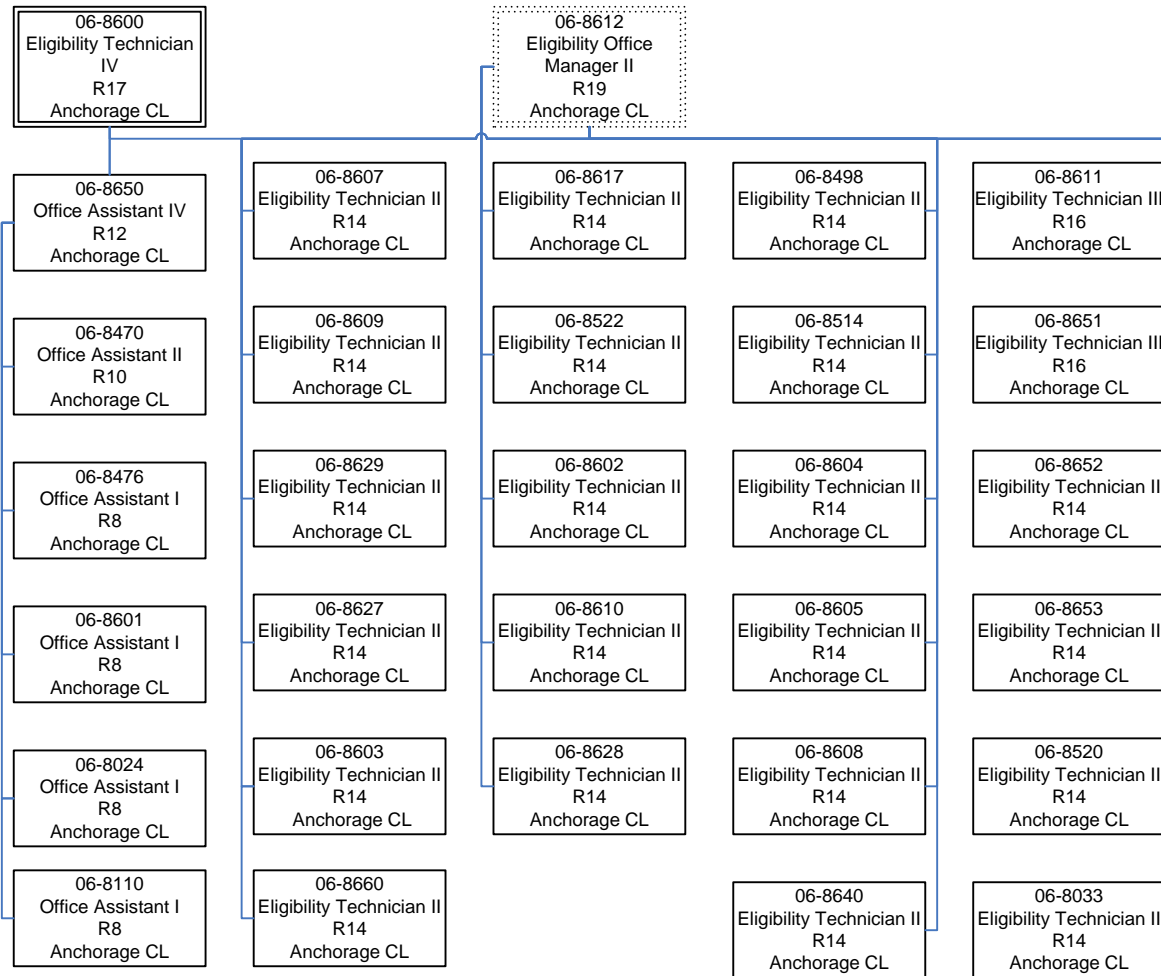 06-8600
Eligibility Technician
IV
R17
Anchorage CL
06-8612
Eligibility Office
Manager II
R19
Anchorage CL
06-8650
Office Assistant IV
R12
Anchorage CL
06-8607
Eligibility Technician II
R14
Anchorage CL
06-8617
Eligibility Technician II
R14
Anchorage CL
06-8498
Eligibility Technician II
R14
Anchorage CL
06-8611
Eligibility Technician III
R16
Anchorage CL
06-8470
Office Assistant II
R10
Anchorage CL
06-8609
Eligibility Technician II
R14
Anchorage CL
06-8522
Eligibility Technician II
R14
Anchorage CL
06-8514
Eligibility Technician II
R14
Anchorage CL
06-8651
Eligibility Technician III
R16
Anchorage CL
06-8476
Office Assistant I
R8
Anchorage CL
06-8629
Eligibility Technician II
R14
Anchorage CL
06-8602
Eligibility Technician II
R14
Anchorage CL
06-8604
Eligibility Technician II
R14
Anchorage CL
06-8652
Eligibility Technician II
R14
Anchorage CL
06-8601
Office Assistant I
R8
Anchorage CL
06-8627
Eligibility Technician II
R14
Anchorage CL
06-8610
Eligibility Technician II
R14
Anchorage CL
06-8605
Eligibility Technician II
R14
Anchorage CL
06-8653
Eligibility Technician II
R14
Anchorage CL
06-8024
Office Assistant I
R8
Anchorage CL
06-8603
Eligibility Technician II
R14
Anchorage CL
06-8628
Eligibility Technician II
R14
Anchorage CL
06-8608
Eligibility Technician II
R14
Anchorage CL
06-8520
Eligibility Technician II
R14
Anchorage CL
06-8110
Office Assistant I
R8
Anchorage CL
06-8660
Eligibility Technician II
R14
Anchorage CL
06-8640
Eligibility Technician II
R14
Anchorage CL
06-8033
Eligibility Technician II
R14
Anchorage CL